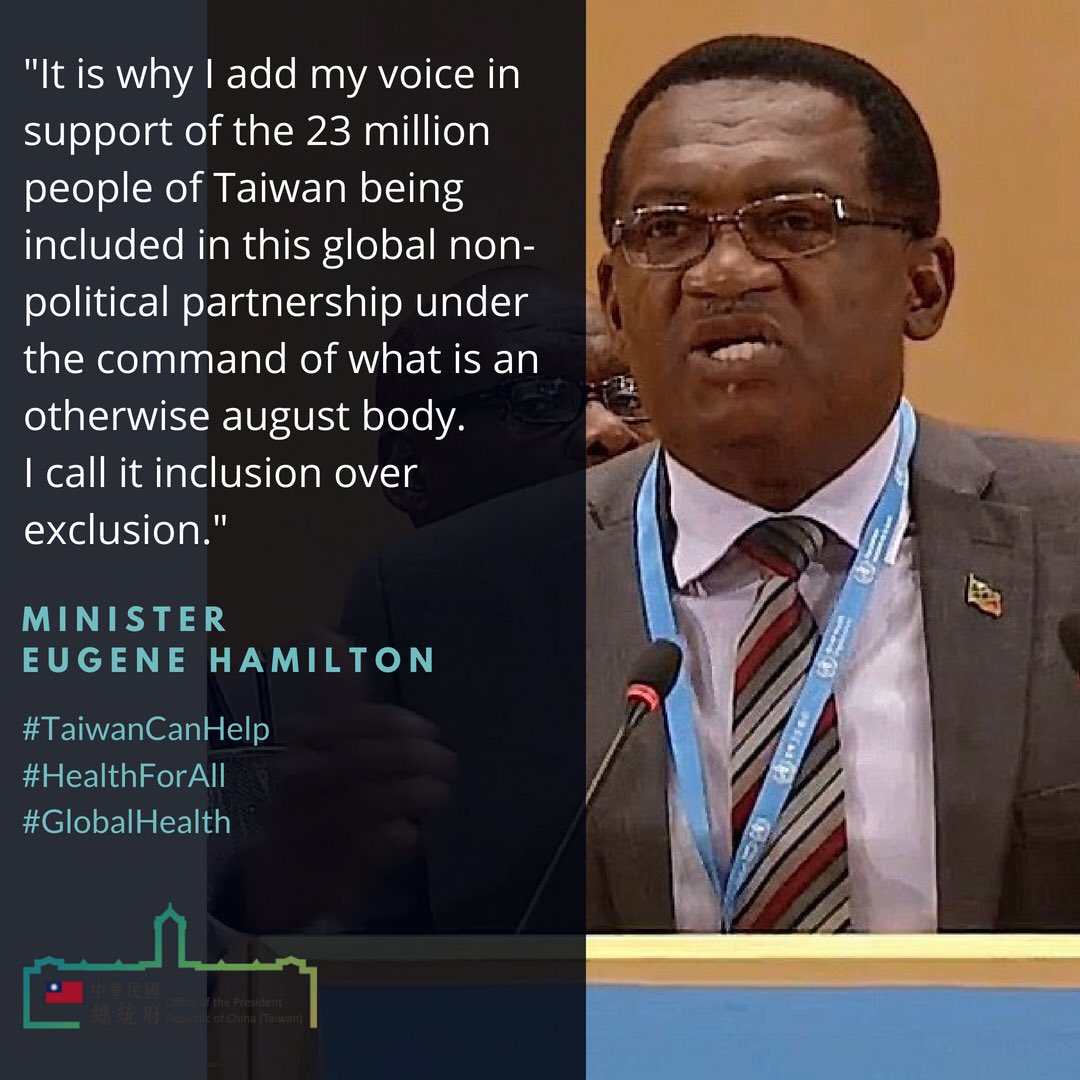 "It is why I add my voice in
support of the 23 million
people of Taiwan being
included in this global non-
political partnership under
the command of what is an
otherwise august body.
I call it inclusion over
exclusion."
MINISTER
EUGENE HAMILTON
#TaiwanCanHelp
#HealthForAll
#GlobalHealth
中華民國
總統府
Office of the President
Republic of China (Taiwan)